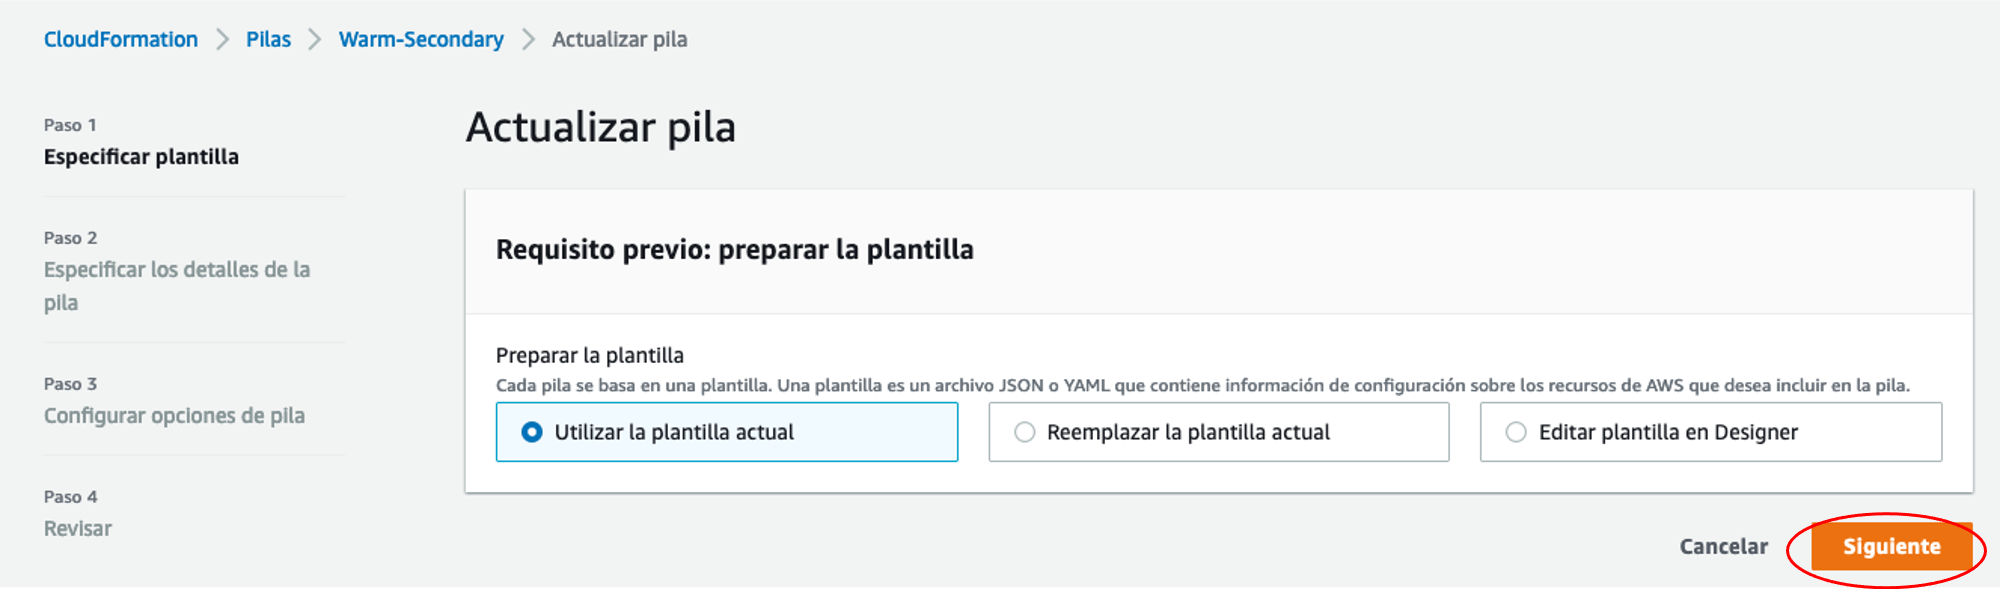 CloudFormation > Pilas > Warm-Secondary > Actualizar pila
Paso 1
Especificar plantilla
Paso 2
Especificar los detalles de la
pila
Paso 3
Configurar opciones de pila
Paso 4
Revisar
Actualizar pila
Requisito previo: preparar la plantilla
Preparar la plantilla
Cada pila se basa en una plantilla. Una plantilla es un archivo JSON o YAML que contiene información de configuración sobre los recursos de AWS que desea incluir en la pila.
Utilizar la plantilla actual
Reemplazar la plantilla actual
Editar plantilla en Designer
Cancelar
Siguiente